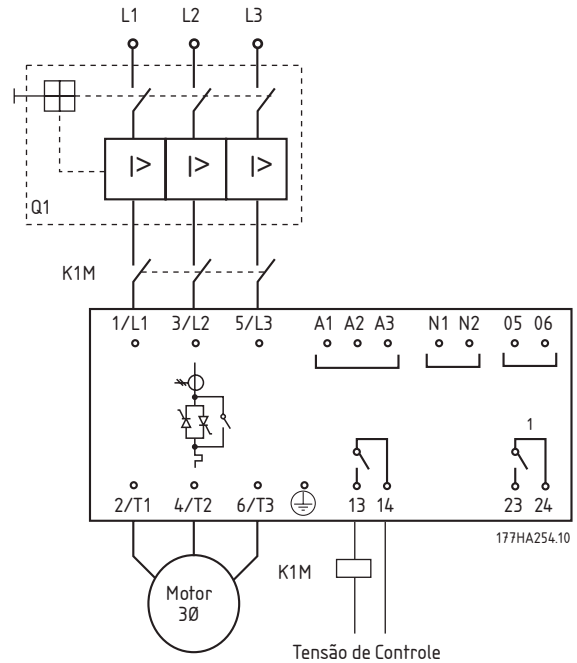 L1 L2 L3
I> I> I>
Q1
K1M
1/L1 3/L2 5/L3 A1 A2 A3 N1 N2 05 06
1
2/T1 4/T2 6/T3 13 14 23 24
177HA254.10
K1M
Motor
3Ø
Tensão de Controle